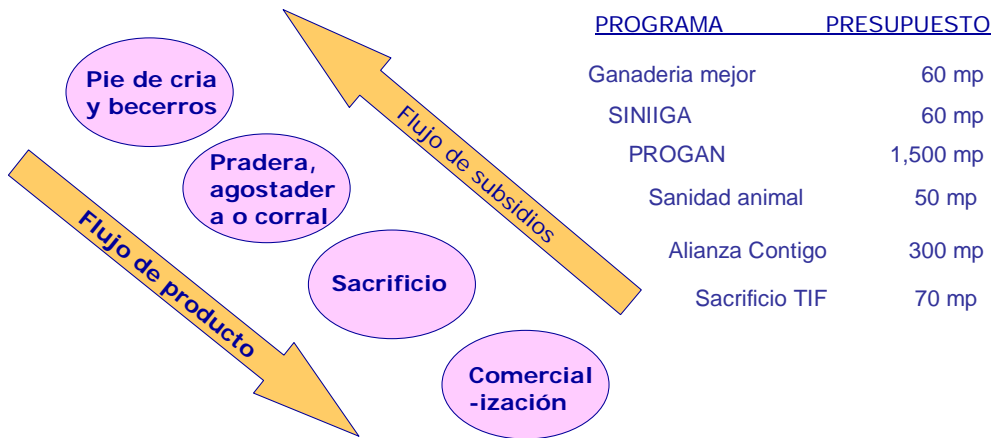 Pie de cria
y becerros
Pradera,
agostader
a o corral
Sacrificio
Comercial
-ización
Flujo de producto
Flujo de subsidios
PROGRAMA PRESUPUESTO
Ganaderia mejor 60 mp
SINIIGA 60 mp
PROGAN 1,500 mp
Sanidad animal 50 mp
Alianza Contigo 300 mp
Sacrificio TIF 70 mp